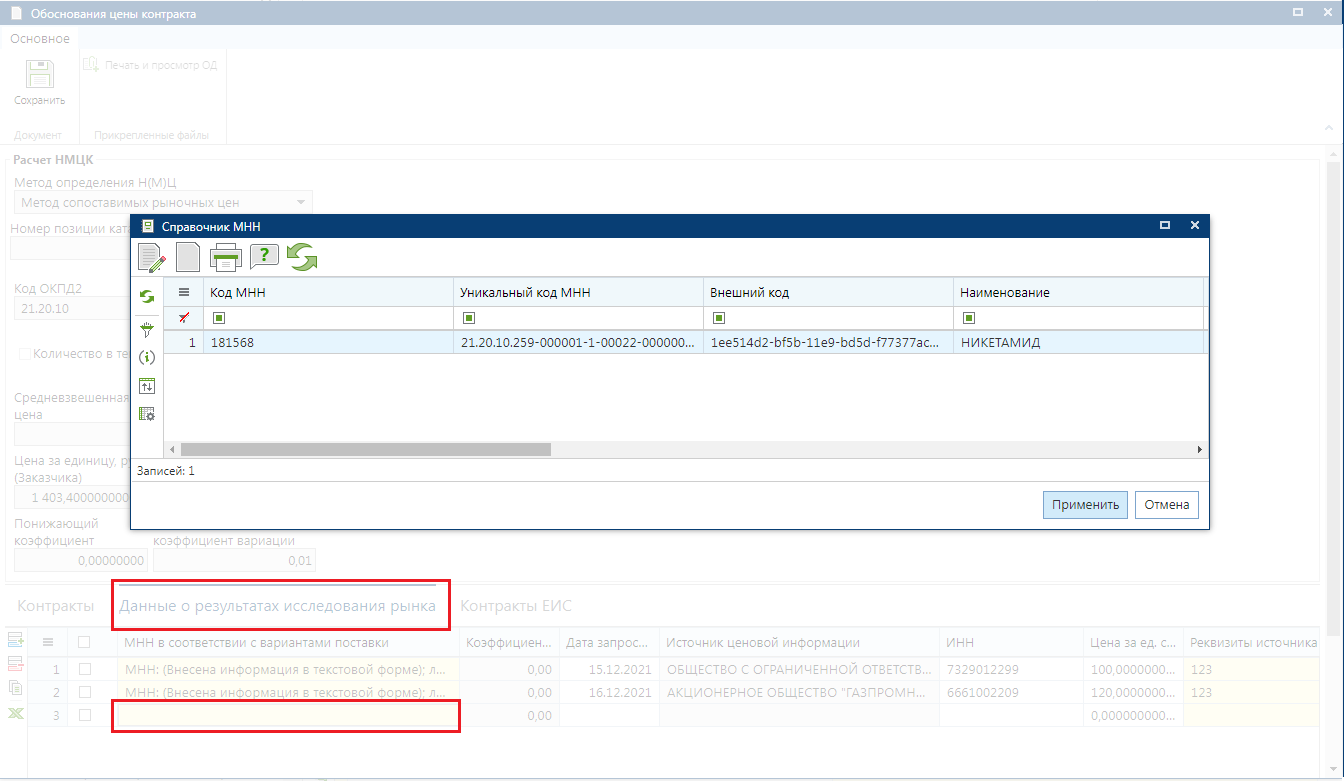 Обоснования цены контракта
Основное
Сохранить
Печать и просмотр ОД
Документ
Прикрепленные файлы
Расчет НМЦК
Метод определения Н(М)Ц
Метод сопоставимых рыночных цен
Номер позиции ката
Код ОКПД2
21.20.10
Количество в те
Средневзвешенная
цена
Цена за единицу, ру
(Заказчика)
1 403,400000000
Понижающий
коэффициент
коэффициент вариации
0,00000000
0,01
Справочник МНН
Код МНН
Уникальный код МНН
Внешний код
Наименование
1
181568
21.20.10.259-000001-1-00022-000000...
1ee514d2-bf5b-11e9-bd5d-f77377ac...
НИКЕТАМИД
Записей: 1
Применить
Отмена
Контракты
Данные о результатах исследования рынка
Контракты ЕИС
МНН в соответствии с вариантами поставки
Коэффициен...
Дата запрос...
Источник ценовой информации
ИНН
Цена за ед. с...
Реквизиты источника
1
МНН: (Внесена информация в текстовой форме); л...
0,00
15.12.2021
ОБЩЕСТВО С ОГРАНИЧЕННОЙ ОТВЕТСТВ...
7329012299
100,0000000...
123
2
МНН: (Внесена информация в текстовой форме); л...
0,00
16.12.2021
АКЦИОНЕРНОЕ ОБЩЕСТВО "ГАЗПРОМН...
6661002209
120,0000000...
123
3
0,00
0,000000000...